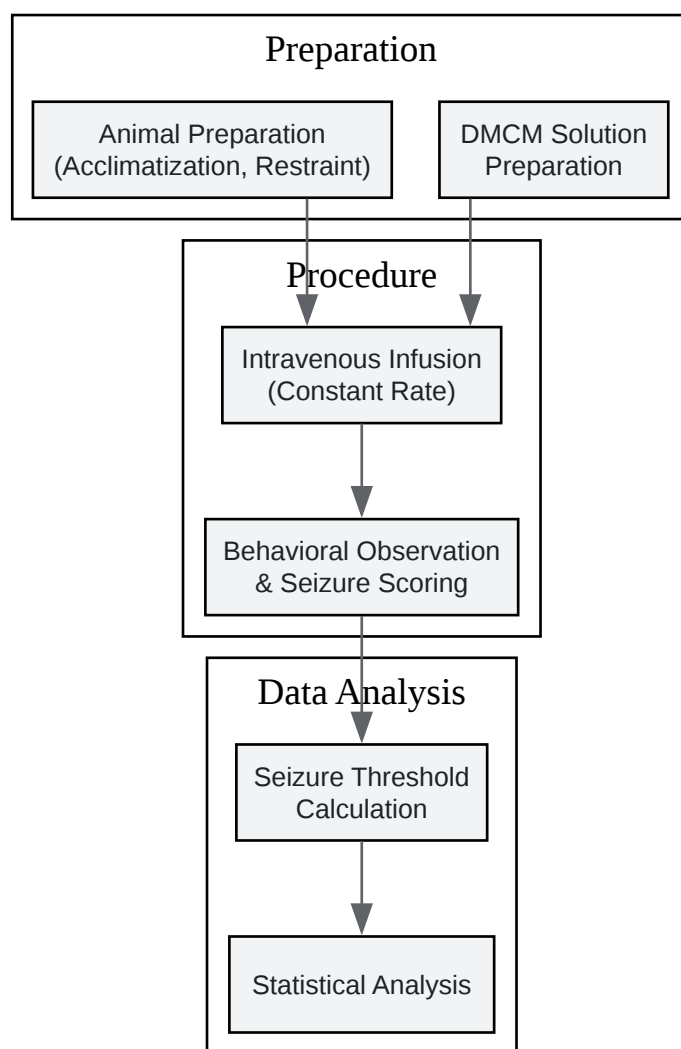 Preparation
Animal Preparation
(Acclimatization, Restraint)
DMCM Solution
Preparation
Procedure
Intravenous Infusion
(Constant Rate)
Behavioral Observation
& Seizure Scoring
Data Analysis
Seizure Threshold
Calculation
Statistical Analysis